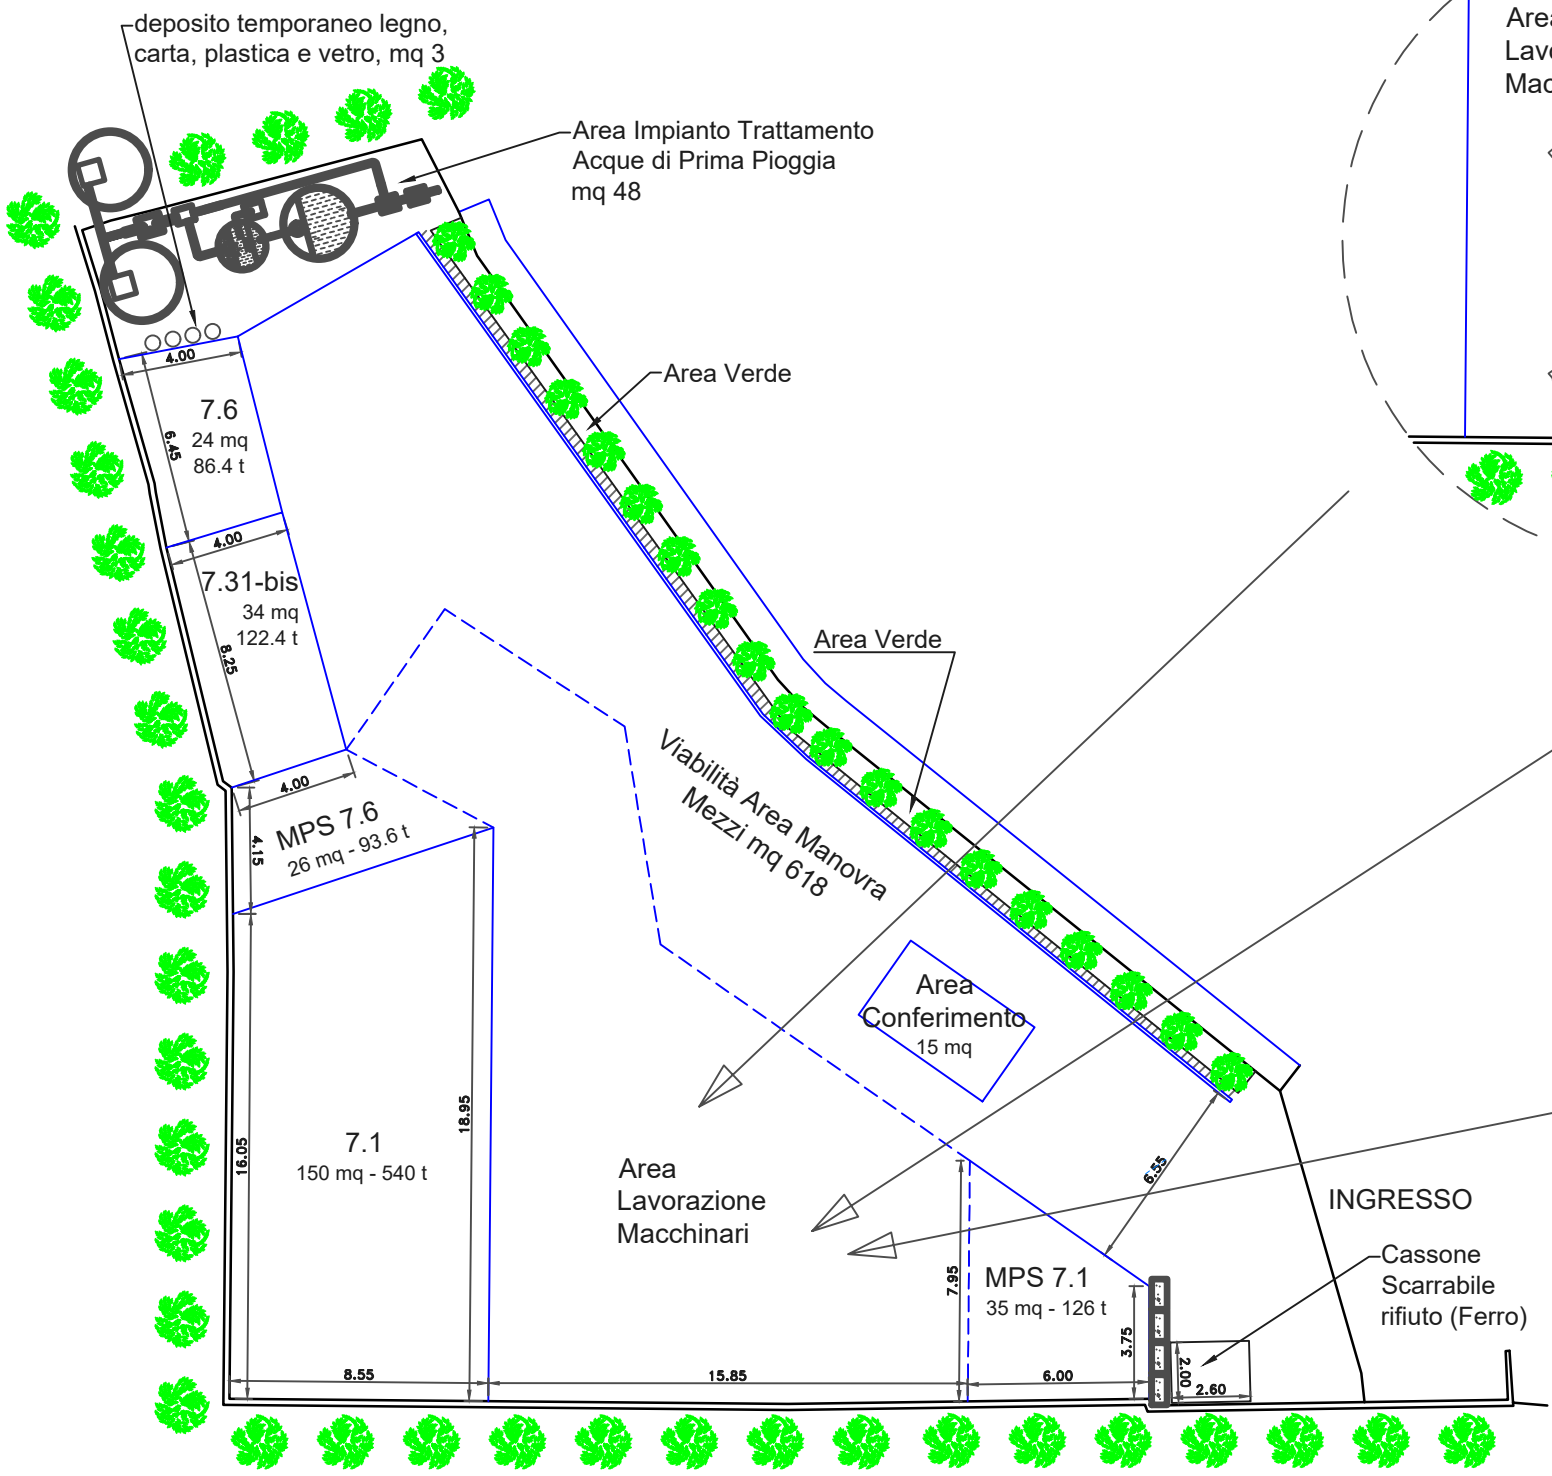 deposito temporaneo legno,
carta, plastica e vetro, mq 3
Area Impianto Trattamento
Acque di Prima Pioggia
mq 48
Area Verde
4.00
7.6
24 mq
86.4 t
6.45
4.00
7.31-bis
34 mq
122.4 t
8.25
Area Verde
Viabilità Area Manovra
Mezzi mq 618
4.00
MPS 7.6
26 mq - 93.6 t
4.15
Area
Conferimento
15 mq
18.95
16.05
7.1
150 mq - 540 t
Area
Lavorazione
Macchinari
6.55
INGRESSO
7.95
MPS 7.1
35 mq - 126 t
3.75
Cassone
Scarrabile
rifiuto (Ferro)
2.00
2.60
8.55
15.85
6.00